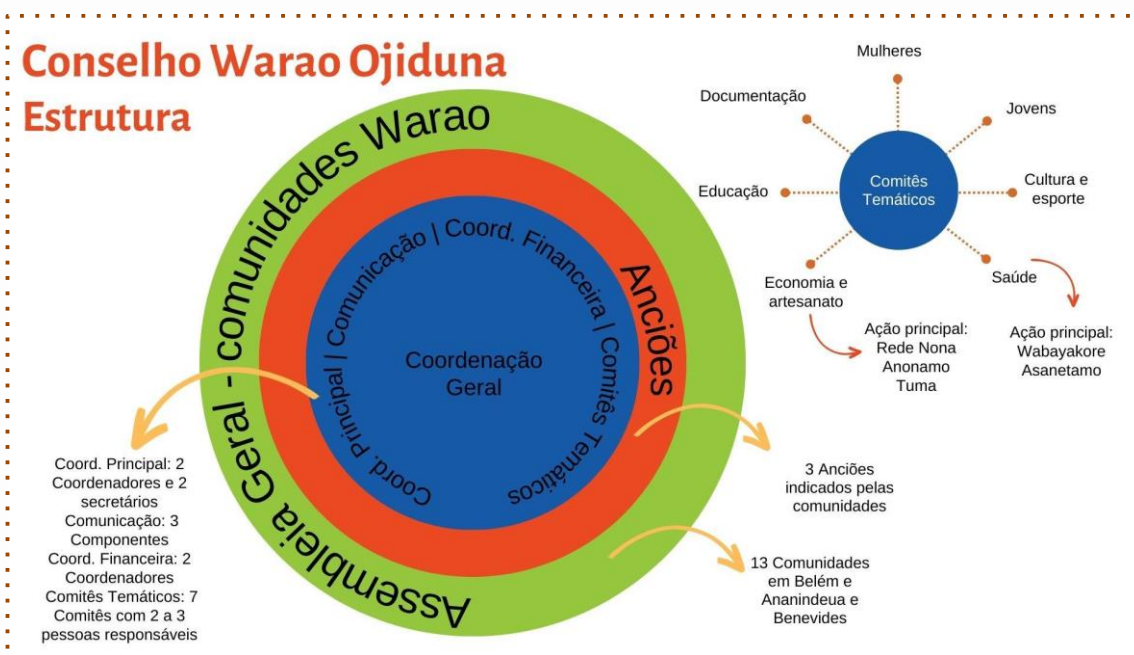 Conselho Warao Ojiduna
Estrutura
Assembleia Geral - comunidades Warao
Anciões
Coord. Principal | Comunicação | Coord. Financeira | Comitês Temáticos
Coordenação
Geral
Coord. Principal: 2
Coordenadores e 2
secretários
Comunicação: 3
Componentes
Coord. Financeira: 2
Coordenadores
Comitês Temáticos: 7
Comitês com 2 a 3
pessoas responsáveis
3 Anciões
indicados pelas
comunidades
13 Comunidades
em Belém e
Ananindeua e
Benevides
Comitês
Temáticos
Mulheres
Jovens
Cultura e
esporte
Saúde
Ação principal:
Wabayakore
Asanetamo
Economia e
artesanato
Ação principal:
Rede Nona
Anonamo
Tuma
Educação
Documentação